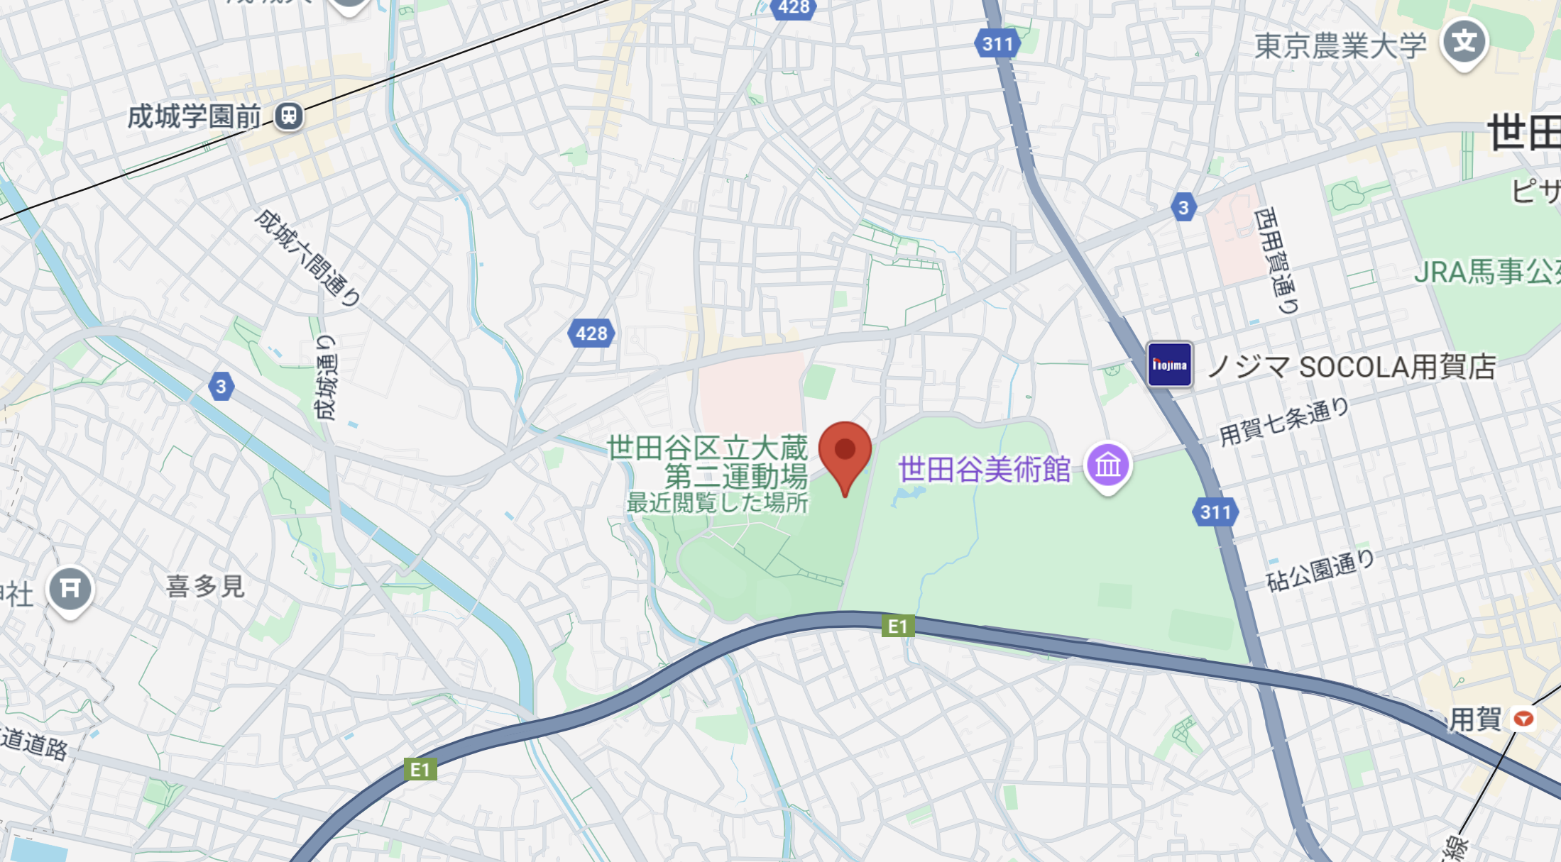 428
311
東京農業大学
成城学園前
世田
ピザ
3
西用賀通り
成城六間通り
JRA馬事公苑
428
成城通り
3
nojima
ノジマ SOCOLA用賀店
用賀七条通り
世田谷区立大蔵
第二運動場
最近閲覧した場所
世田谷美術館
311
砧公園通り
神社
喜多見
E1
用賀
道道路
E1
線